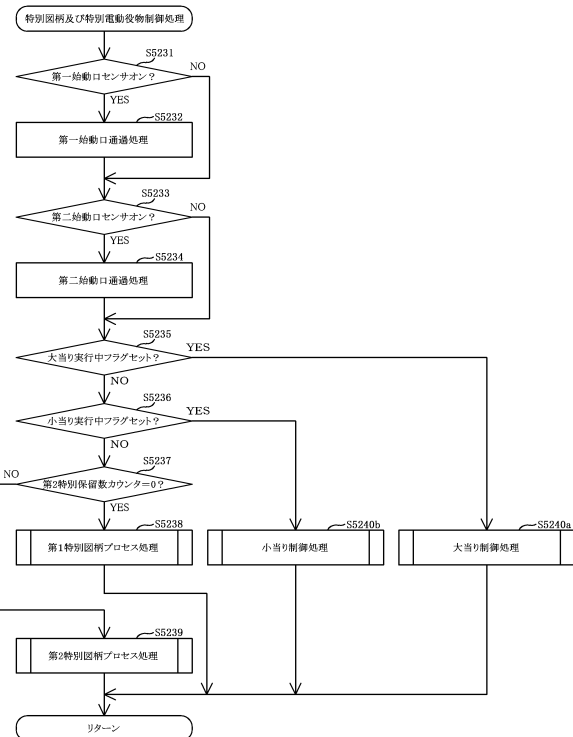 特別図柄及び特別電動役物制御処理
S5231
第一始動口センサオン？
NO
YES
S5232
第一始動口通過処理
S5233
第二始動口センサオン？
NO
YES
S5234
第二始動口通過処理
S5235
大当り実行中フラグセット？
YES
NO
S5236
小当り実行中フラグセット？
YES
NO
S5237
NO
第2特別保留数カウンタ=0？
YES
S5238
第1特別図柄プロセス処理
S5240b
小当り制御処理
S5240a
大当り制御処理
S5239
第2特別図柄プロセス処理
リターン